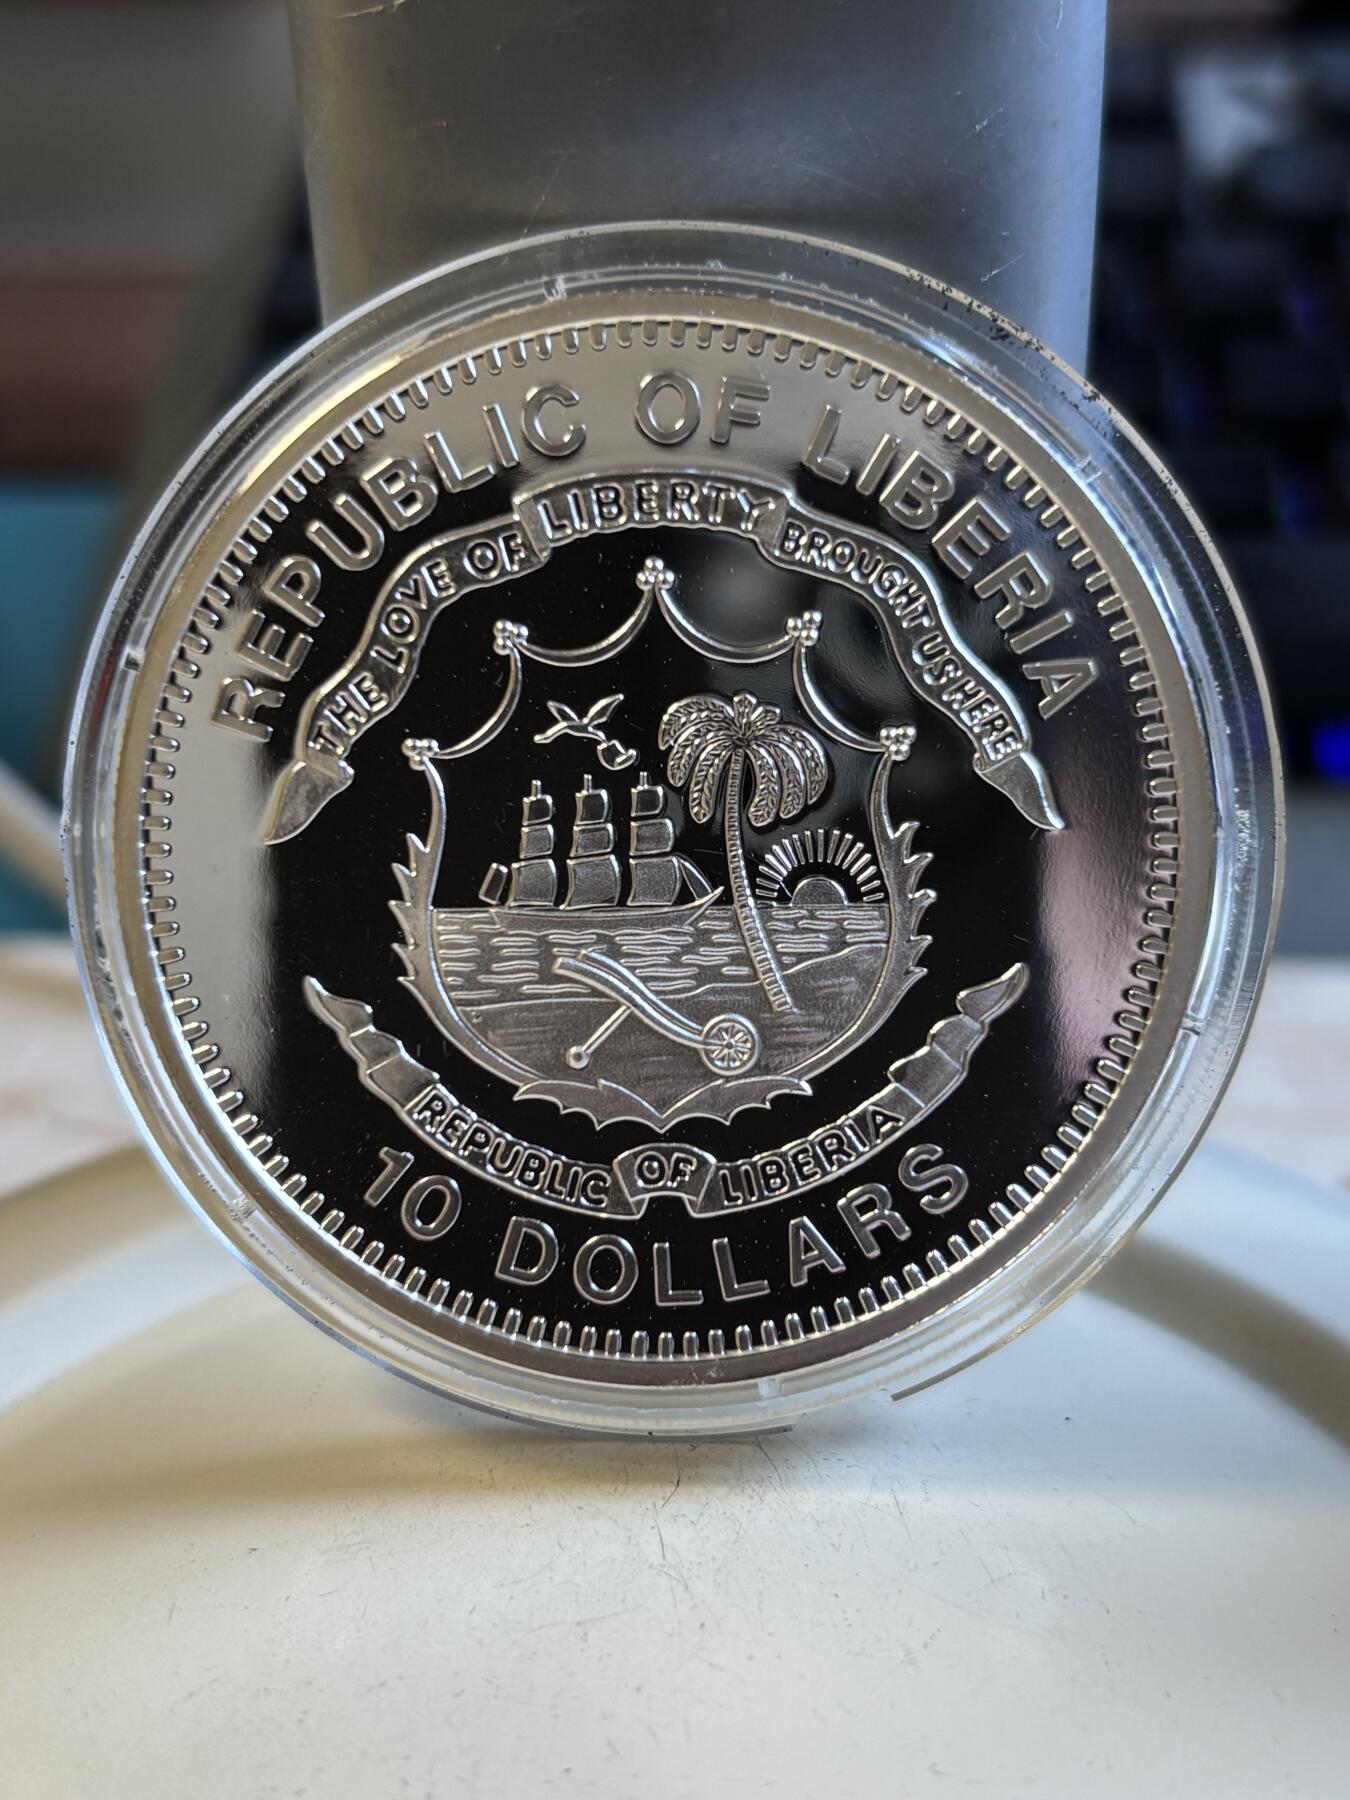 REPUBLIC OF LIBERIA
THE LOVE OF LIBERTY BROUGHT US HERE
REPUBLIC OF LIBERIA
10 DOLLARS